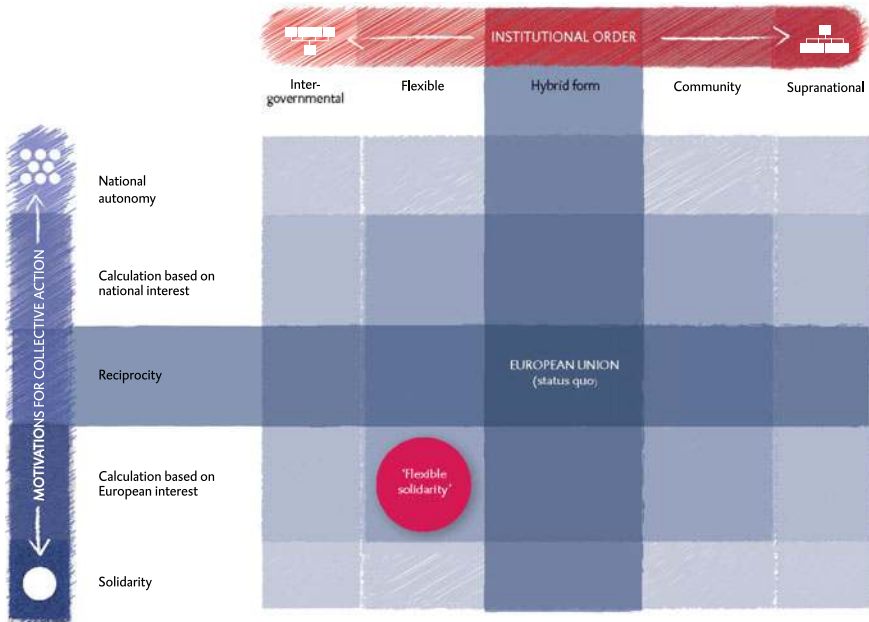 INSTITUTIONAL ORDER
Inter-
governmental
Flexible
Hybrid form
Community
Supranational
MOTIVATIONS FOR COLLECTIVE ACTION
National
autonomy
Calculation based on
national interest
Reciprocity
EUROPEAN UNION
(status quo)
Calculation based on
European interest
'Flexible
solidarity'
Solidarity